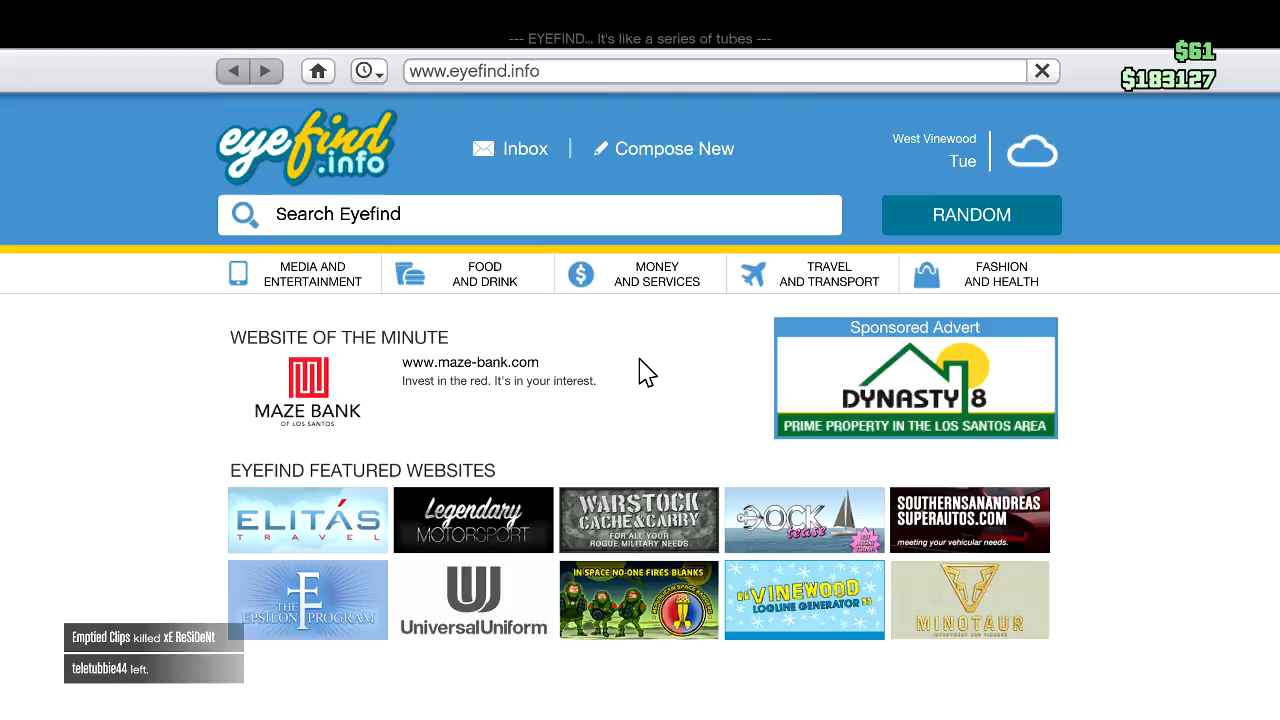 --- EYEFIND... It's like a series of tubes ---
$61
$183127
www.eyefind.info
eyefind.info
Inbox
Compose New
West Vinewood
Tue
Search Eyefind
RANDOM
MEDIA AND
ENTERTAINMENT
FOOD
AND DRINK
MONEY
AND SERVICES
TRAVEL
AND TRANSPORT
FASHION
AND HEALTH
WEBSITE OF THE MINUTE
MAZE BANK
OF LOS SANTOS
www.maze-bank.com
Invest in the red. It's in your interest.
Sponsored Advert
DYNASTY 8
PRIME PROPERTY IN THE LOS SANTOS AREA
EYEFIND FEATURED WEBSITES
ELITÁS
TRAVEL
Legendary
MOTORSPORT
WARSTOCK
CACHE&CARRY
FOR ALL YOUR
ROGUE MILITARY NEEDS
DOCK
tease
SOUTHERNSANANDREAS
SUPERAUTOS.COM
meeting your vehicular needs.
THE
EPSILON PROGRAM
UniversalUniform
IN SPACE NO-ONE FIRES BLANKS
REPUBLICAN SPACE RANGERS
"VINEWOOD
LOGLINE GENERATOR"
MINOTAUR
Emptied Clips killed xE ReSiDeNt
teletubbie44 left.